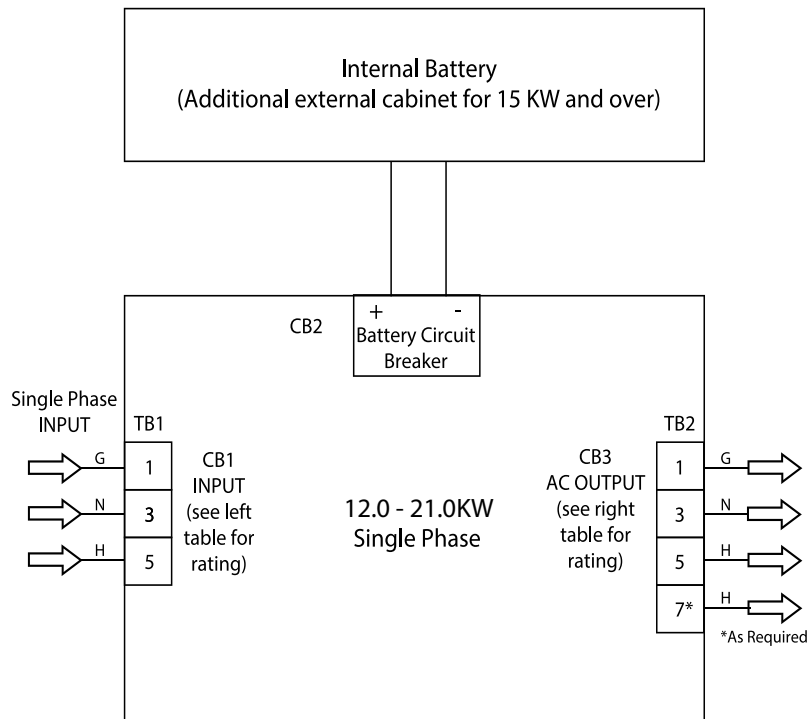 Internal Battery
(Additional external cabinet for 15 KW and over)
CB2
+ -
Battery Circuit
Breaker
Single Phase
INPUT
TB1
G
1
N
3
H
5
CB1
INPUT
(see left
table for
rating)
12.0 - 21.0KW
Single Phase
CB3
AC OUTPUT
(see right
table for
rating)
TB2
1
G
3
N
5
H
7*
H
*As Required